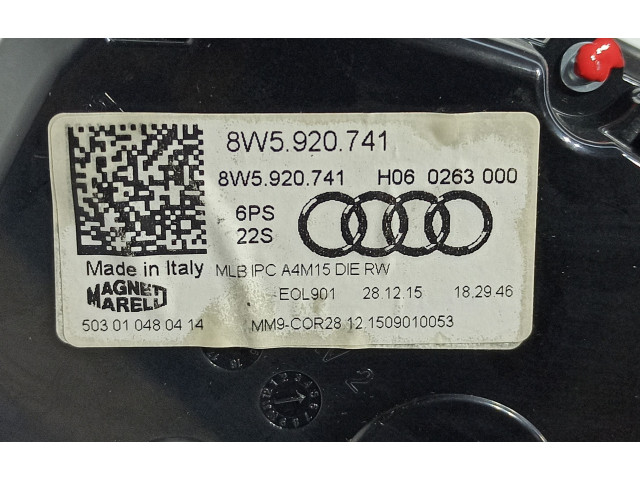 8W5.920.741
8W5.920.741 H06 0263 000
6PS
22S
Made in Italy MLB IPC A4M15 DIE RW
MAGNETI MARELLI
EOL901 28.12.15 18.29.46
503 01 048 04 14 MM9-COR28 12.1509010053